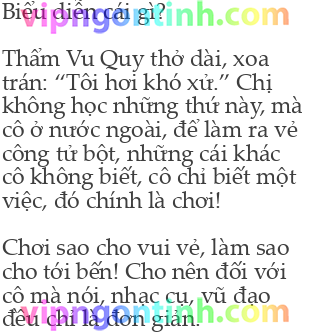 Biểu diễn cái gì?
vipngontinh.com
Thẩm Vu Quy thở dài, xoa
trán: “Tôi hơi khó xử.” Chị
không học những thứ này, mà
cô ở nước ngoài, để làm ra vẻ
công tử bột, những cái khác
cô không biết, cô chỉ biết một
việc, đó chính là chơi!
Chơi sao cho vui vẻ, làm sao
cho tới bến! Cho nên đối với
cô mà nói, nhạc cụ, vũ đạo
vipngontinh.com
đều chỉ là đơn giản.